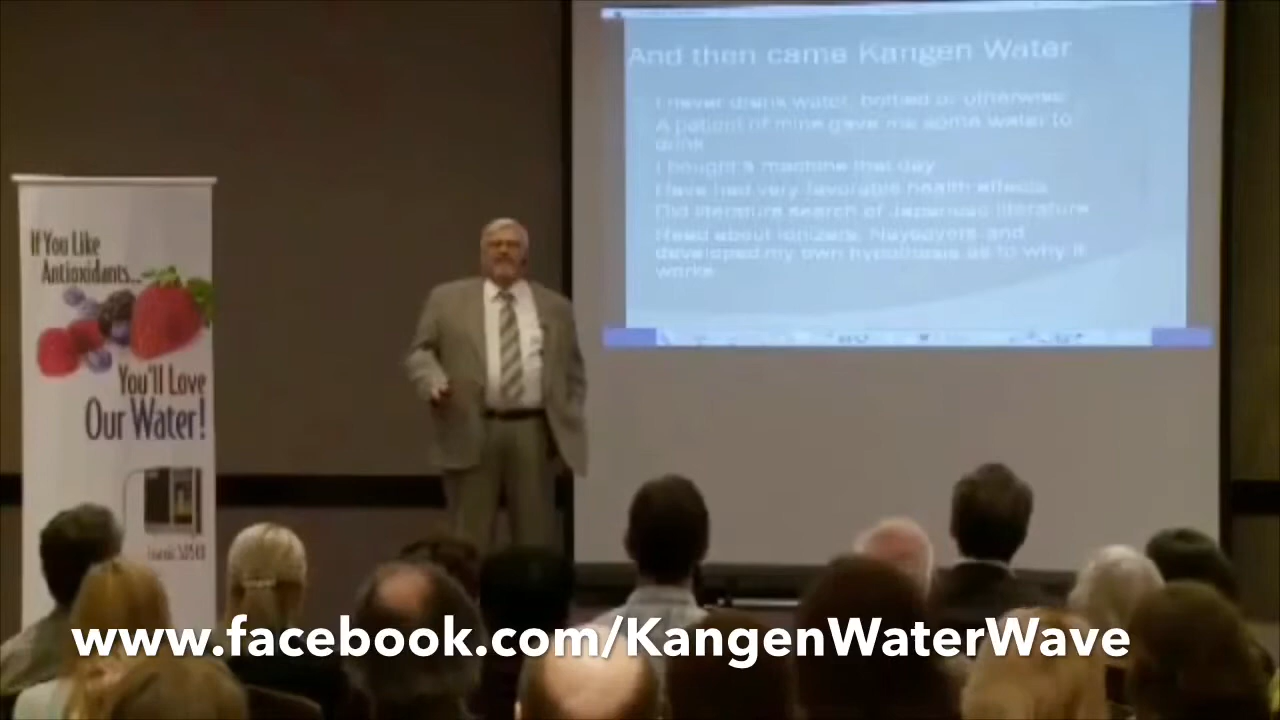 And then came Kangen Water
I never drank water, bottled or otherwise
A patient of mine gave me some water to
drink
I bought a machine that day
Have had very favorable health effects
Did literature search of Japanese literature
Read about ionizers, Naysayers and
developed my own hypothesis as to why it
works
If You Like
Antioxidants...
You'll Love
Our Water!
www.facebook.com/KangenWaterWave